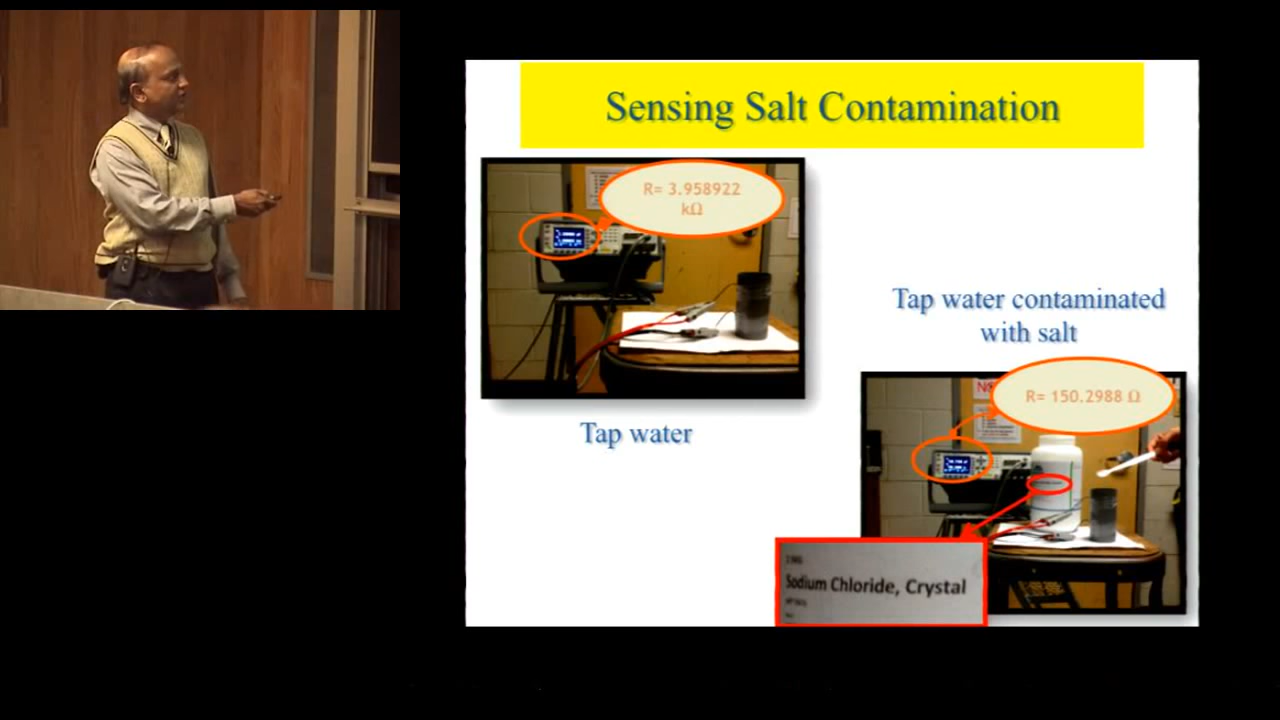 Sensing Salt Contamination
R= 3.958922
kΩ
Tap water contaminated
with salt
Tap water
R= 150.2988 Ω
Sodium Chloride, Crystal